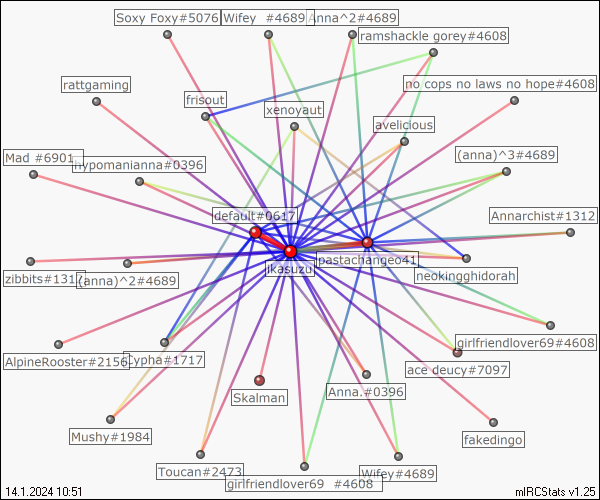 Soxy Foxy#5076
Wifey  #4689
Anna^2#4689
ramshackle gorey#4608
rattgaming
no cops no laws no hope#4608
frisout
xenoyaut
avelicious
Mad #6901
hypomanianna#0396
(anna)^3#4689
default#0617
Annarchist#1312
pastachangeo41
ikasuzu
neokingghidorah
zibbits#131
(anna)^2#4689
girlfriendlover69#4608
AlpineRooster#2156
Cypha#1717
ace deucy#7097
Skalman
Anna.#0396
Mushy#1984
fakedingo
Toucan#2473
Wifey#4689
girlfriendlover69  #4608
14.1.2024 10:51
mIRCStats v1.25